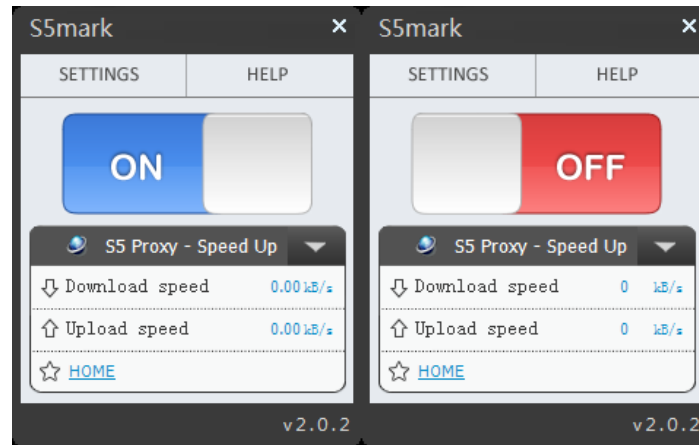 S5mark ×
SETTINGS HELP
ON
S5 Proxy - Speed Up
Download speed 0.00 kB/s
Upload speed 0.00 kB/s
HOME
v2.0.2
S5mark ×
SETTINGS HELP
OFF
S5 Proxy - Speed Up
Download speed 0 kB/s
Upload speed 0 kB/s
HOME
v2.0.2